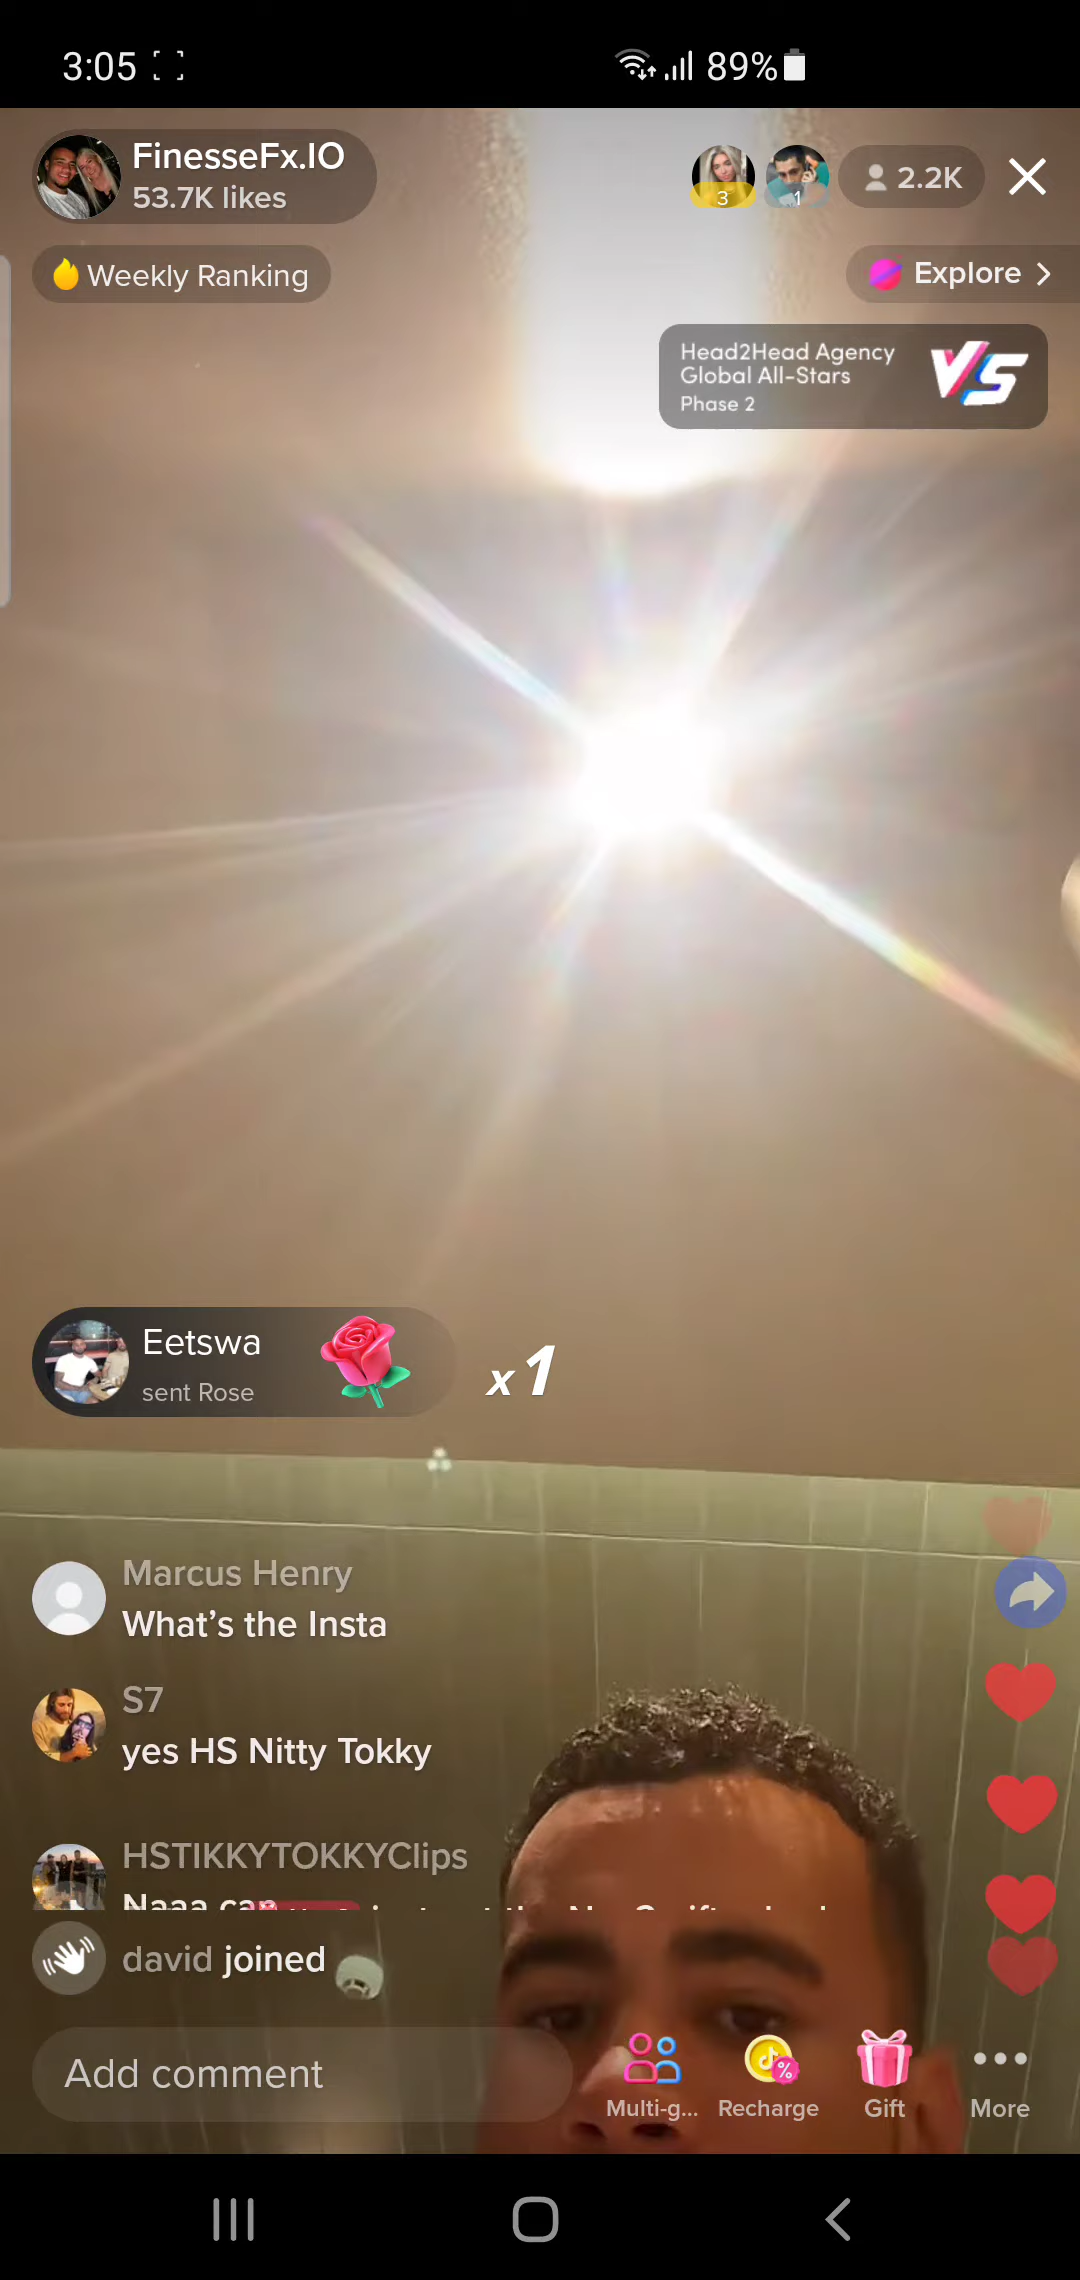 3:05
89%
FinesseFx.IO
53.7K likes
3
1
2.2K
Weekly Ranking
Explore
Head2Head Agency
Global All-Stars
Phase 2
VS
Eetswa
sent Rose
x1
Marcus Henry
What's the Insta
S7
yes HS Nitty Tokky
HSTIKKYTOKKYClips
Naaa can
david joined
Add comment
Multi-g...
Recharge
Gift
More